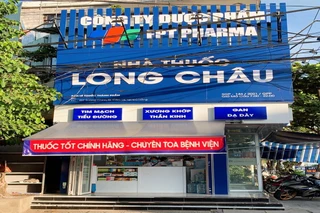 CÔNG TY DƯỢC PHẨM
FPT PHARMA
NHÀ THUỐC
LONG CHÂU
TIM MẠCH
TIỂU ĐƯỜNG
XƯƠNG KHỚP
THẦN KINH
GAN
DẠ DÀY
THUỐC TỐT CHÍNH HÃNG - CHUYÊN TOA BỆNH VIỆN